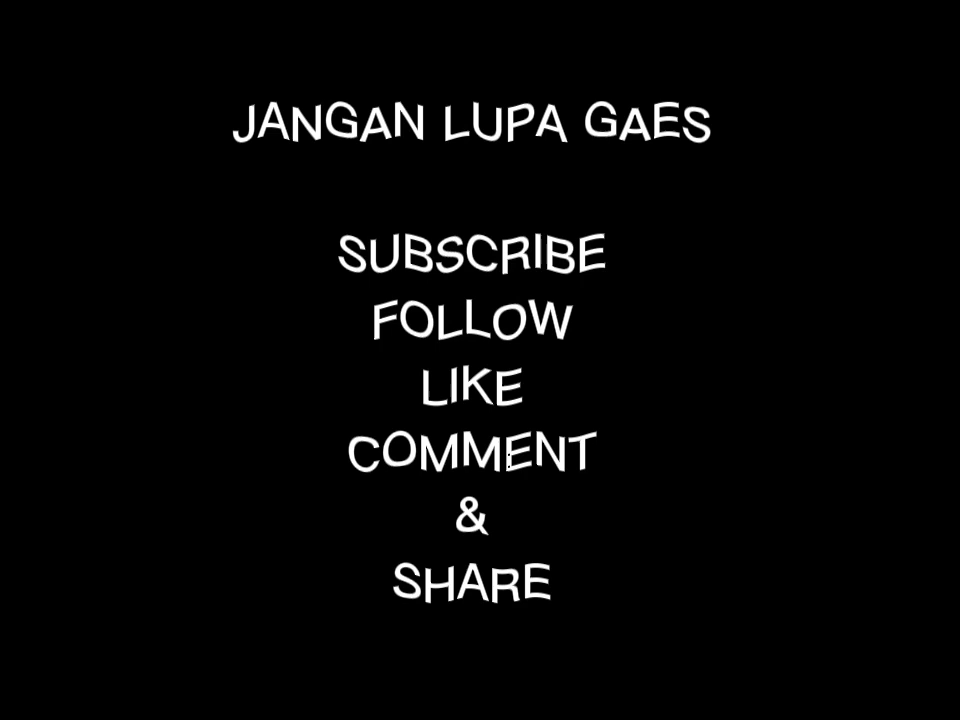 JANGAN LUPA GAES
SUBSCRIBE
FOLLOW
LIKE
COMMENT
&
SHARE